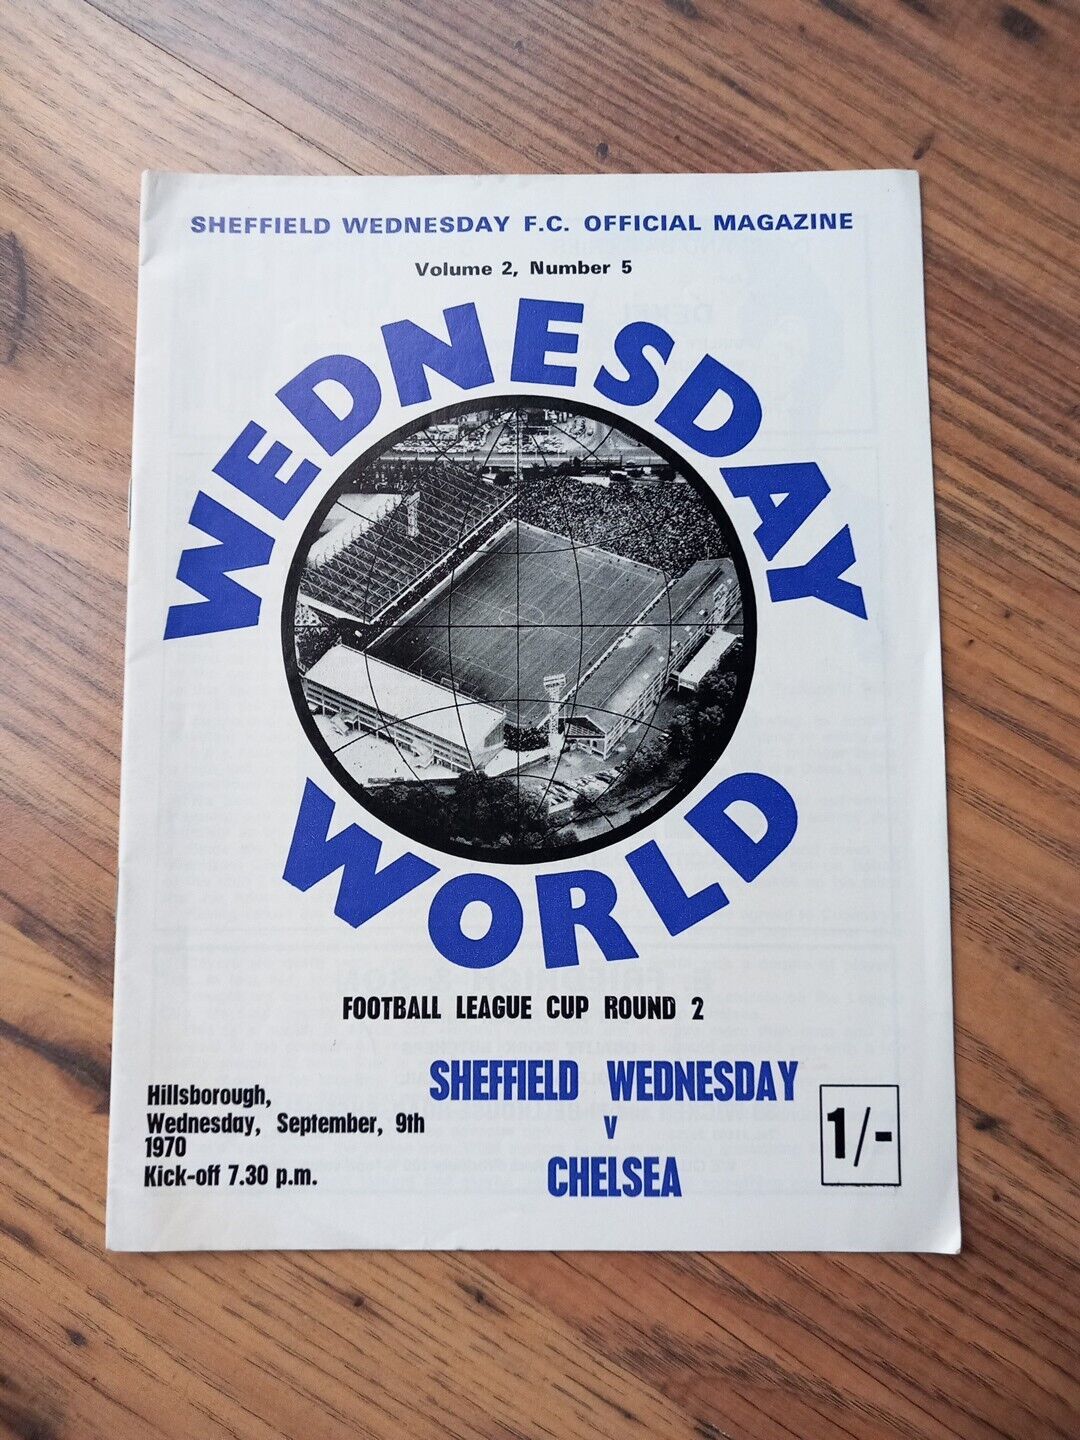 SHEFFIELD WEDNESDAY F.C. OFFICIAL MAGAZINE
Volume 2, Number 5
WEDNESDAY
WORLD
FOOTBALL LEAGUE CUP ROUND 2
SHEFFIELD WEDNESDAY
v
CHELSEA
Hillsborough,
Wednesday, September, 9th
1970
Kick-off 7.30 p.m.
1/-